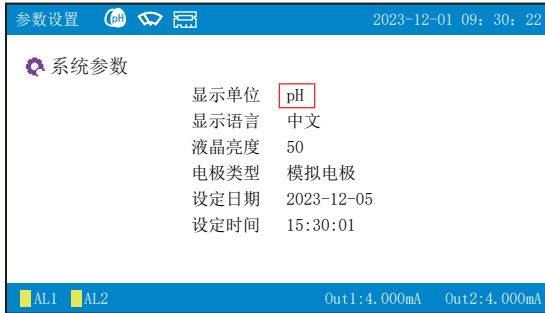 参数设置 pH 2023-12-01 09: 30: 22
系统参数
显示单位 pH
显示语言 中文
液晶亮度 50
电极类型 模拟电极
设定日期 2023-12-05
设定时间 15:30:01
AL1 AL2 Out1:4.000mA Out2:4.000mA